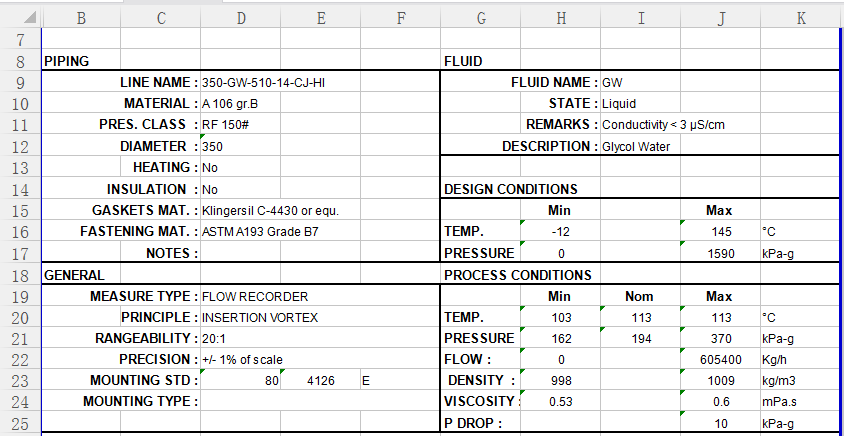 B C D E F G H I J K
7
8 PIPING FLUID
9 LINE NAME : 350-GW-510-14-CJ-HI FLUID NAME : GW
10 MATERIAL : A 106 gr.B STATE : Liquid
11 PRES. CLASS : RF 150# REMARKS : Conductivity < 3 µS/cm
12 DIAMETER : 350 DESCRIPTION : Glycol Water
13 HEATING : No
14 INSULATION : No DESIGN CONDITIONS
15 GASKETS MAT. : Klingersil C-4430 or equ. Min Max
16 FASTENING MAT. : ASTM A193 Grade B7 TEMP. -12 145 °C
17 NOTES : PRESSURE 0 1590 kPa-g
18 GENERAL PROCESS CONDITIONS
19 MEASURE TYPE : FLOW RECORDER Min Nom Max
20 PRINCIPLE : INSERTION VORTEX TEMP. 103 113 113 °C
21 RANGEABILITY : 20:1 PRESSURE 162 194 370 kPa-g
22 PRECISION : +/- 1% of scale FLOW : 0 605400 Kg/h
23 MOUNTING STD : 80 4126 E DENSITY : 998 1009 kg/m3
24 MOUNTING TYPE : VISCOSITY : 0.53 0.6 mPa.s
25 P DROP : 10 kPa-g